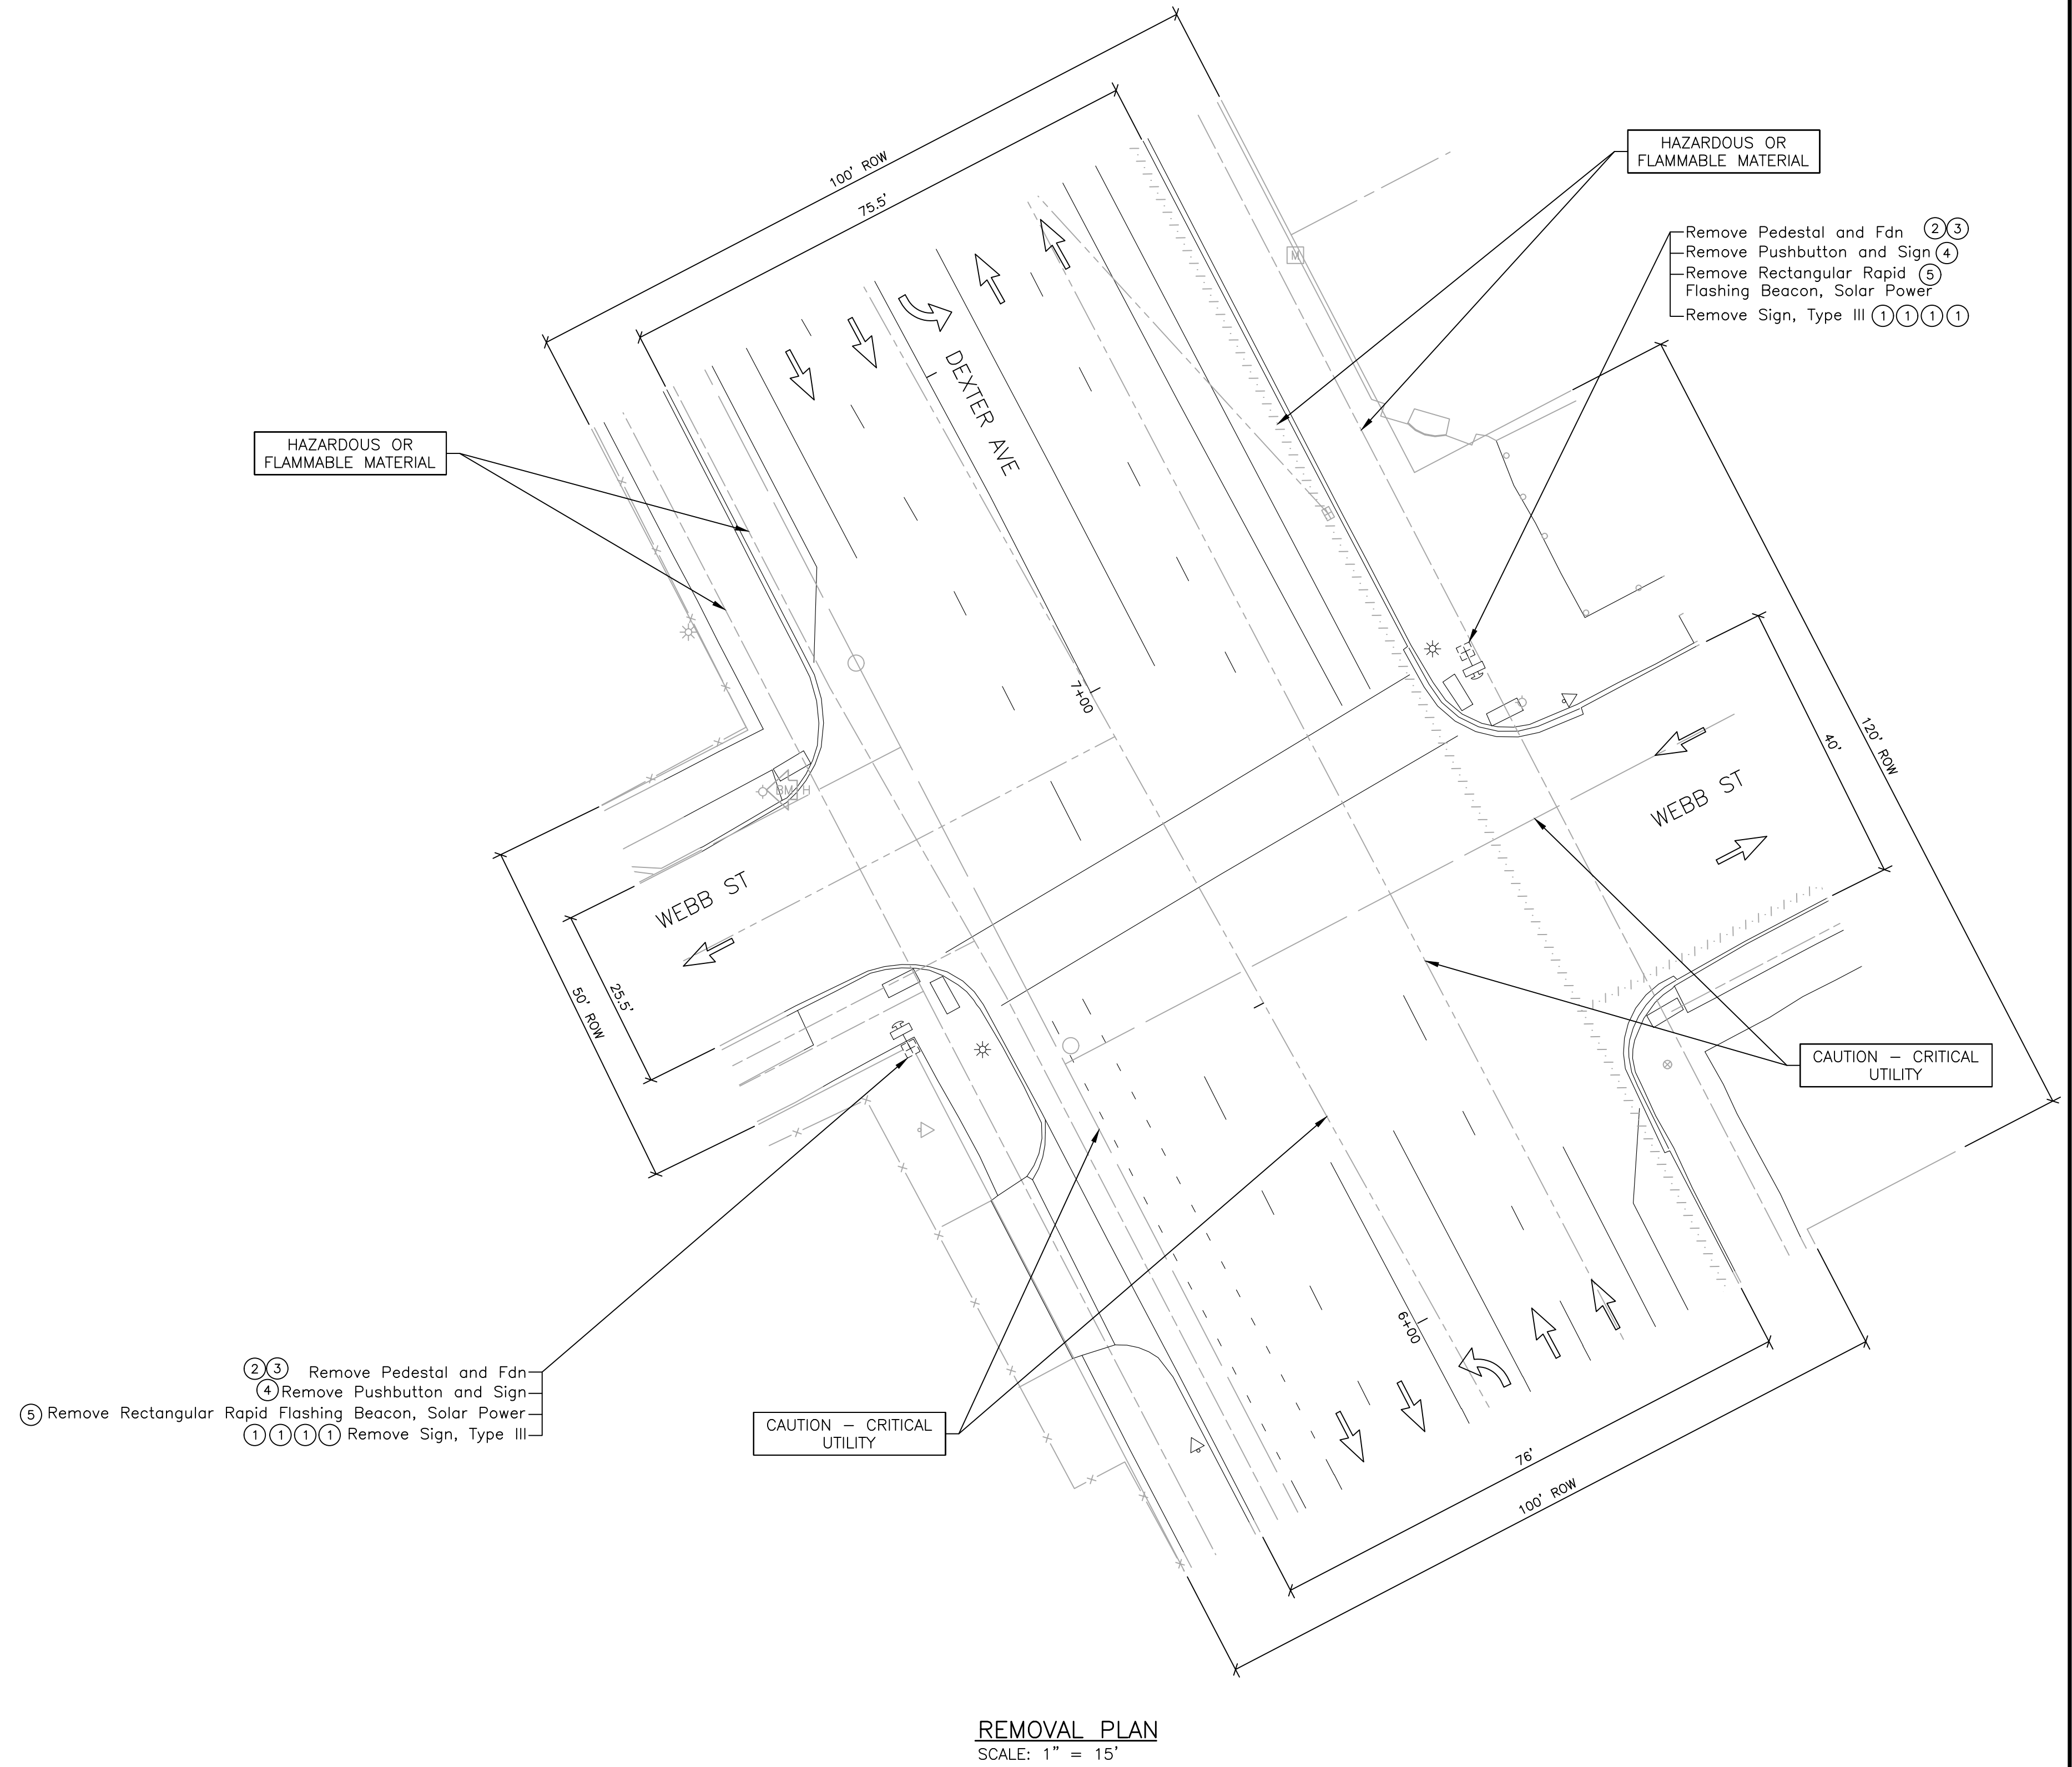 100' ROW
75.5'
HAZARDOUS OR
FLAMMABLE MATERIAL
M
Remove Pedestal and Fdn 2 3
Remove Pushbutton and Sign 4
Remove Rectangular Rapid 5
Flashing Beacon, Solar Power
Remove Sign, Type III 1 1 1 1
HAZARDOUS OR
FLAMMABLE MATERIAL
DEXTER AVE
7+00
BM H
40'
120' ROW
WEBB ST
WEBB ST
50' ROW
25.5'
CAUTION – CRITICAL
UTILITY
6+00
2 3 Remove Pedestal and Fdn
4 Remove Pushbutton and Sign
5 Remove Rectangular Rapid Flashing Beacon, Solar Power
1 1 1 1 Remove Sign, Type III
CAUTION – CRITICAL
UTILITY
76'
100' ROW
REMOVAL PLAN
SCALE: 1" = 15'